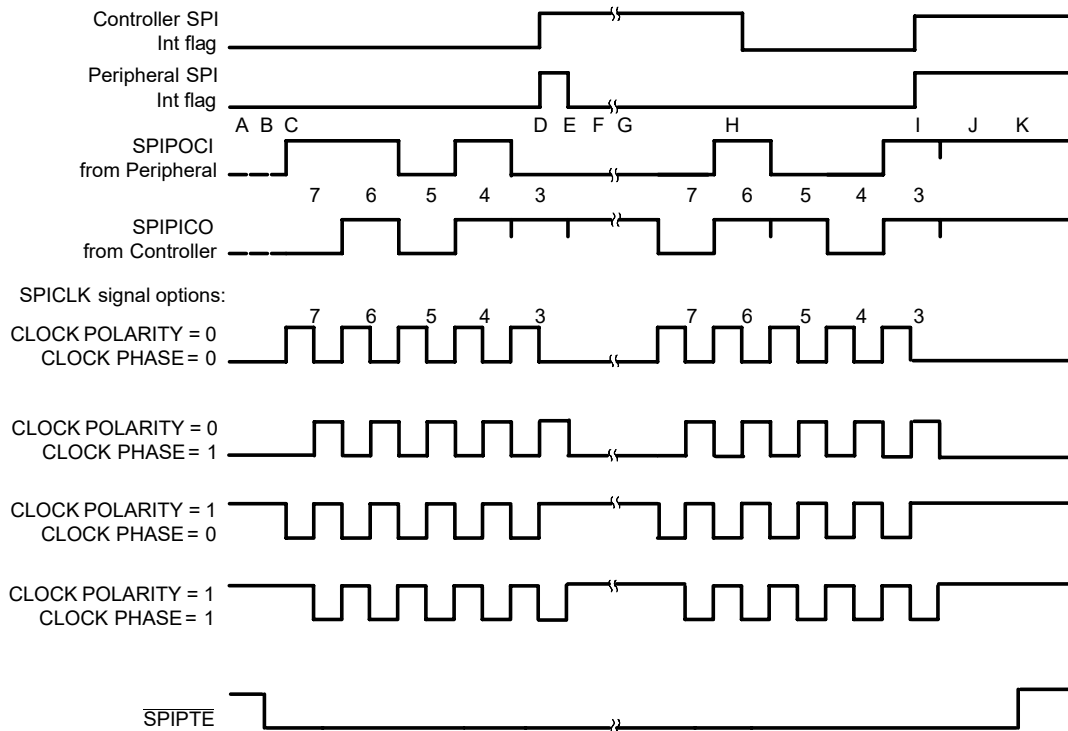 Controller SPI
Int flag
Peripheral SPI
Int flag
A B C D E F G H I J K
SPIPOCI
from Peripheral
7 6 5 4 3 7 6 5 4 3
SPIPICO
from Controller
SPICLK signal options:
7 6 5 4 3 7 6 5 4 3
CLOCK POLARITY = 0
CLOCK PHASE = 0
CLOCK POLARITY = 0
CLOCK PHASE = 1
CLOCK POLARITY = 1
CLOCK PHASE = 0
CLOCK POLARITY = 1
CLOCK PHASE = 1
SPIPTE